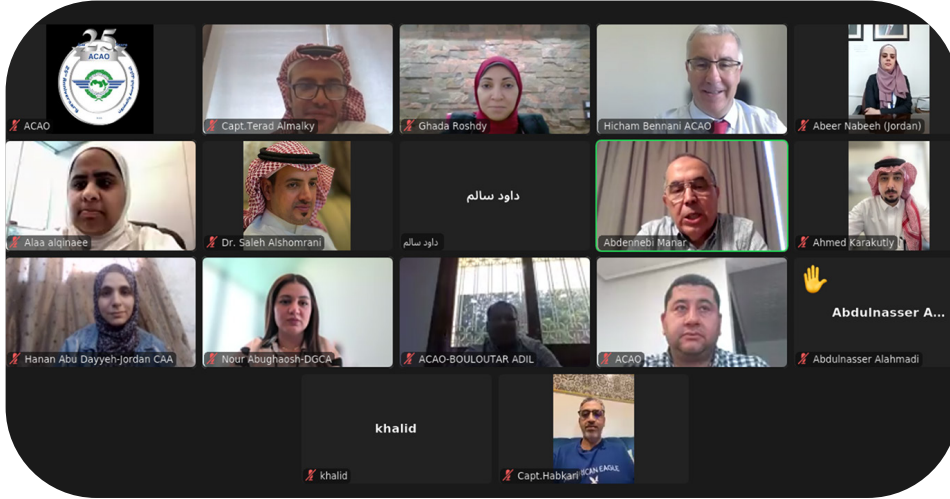 25
ACAO
ACAO
Capt.Terad Almalky
Ghada Roshdy
Hicham Bennani ACAO
Abeer Nabeeh (Jordan)
Alaa alqinaee
Dr. Saleh Alshomrani
داود سالم
داود سالم
Abdennebi Manar
Ahmed Karakutly
Hanan Abu Dayyeh-Jordan CAA
Nour Abughaosh-DGCA
ACAO-BOULOUTAR ADIL
ACAO
Abdulnasser A...
Abdulnasser Alahmadi
khalid
khalid
Capt.Habkari
ICAN EAGLE